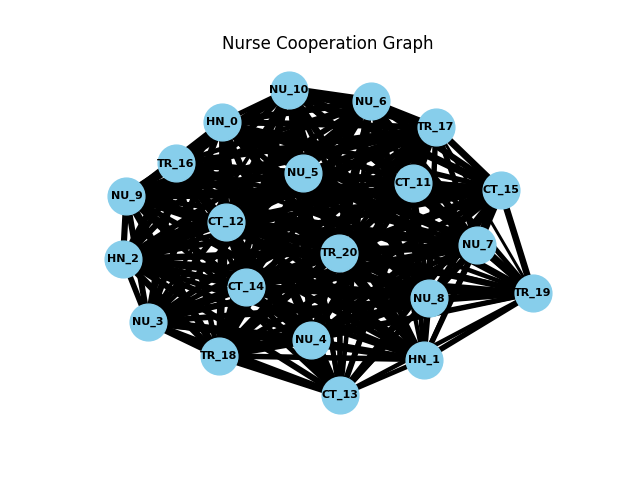 Nurse Cooperation Graph
NU_10
NU_6
HN_0
TR_17
TR_16
NU_5
CT_11
CT_15
NU_9
CT_12
NU_7
TR_20
HN_2
CT_14
TR_19
NU_8
NU_3
NU_4
TR_18
HN_1
CT_13